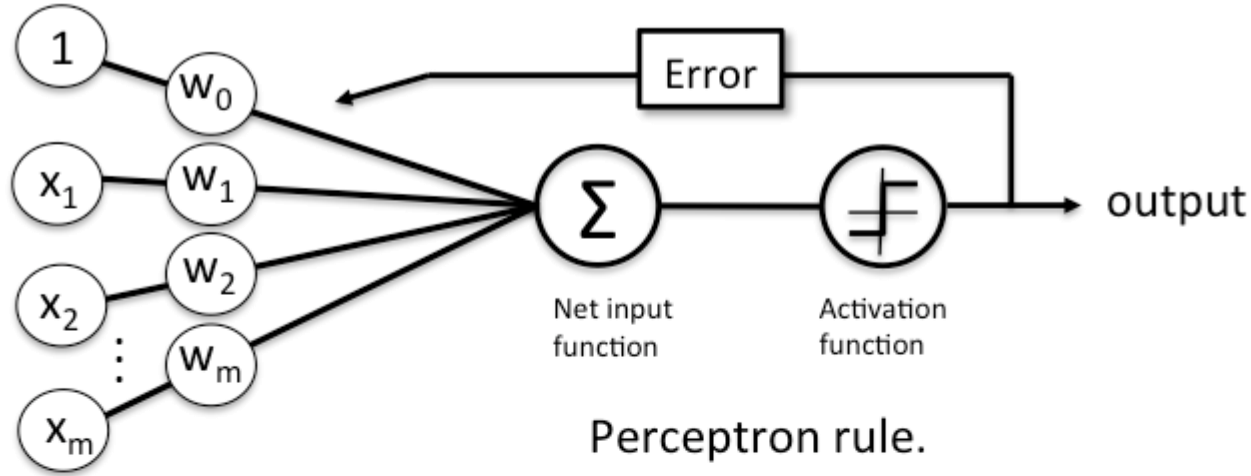 1
w₀
Error
x₁
w₁
Σ
output
x₂
w₂
Net input
function
Activation
function
⋮
wₘ
xₘ
Perceptron rule.